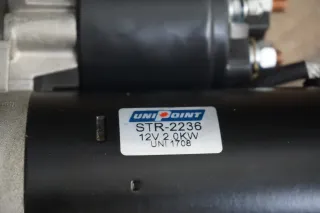 UNIPOINT
STR-2236
12V 2.0KW
UNI 1708